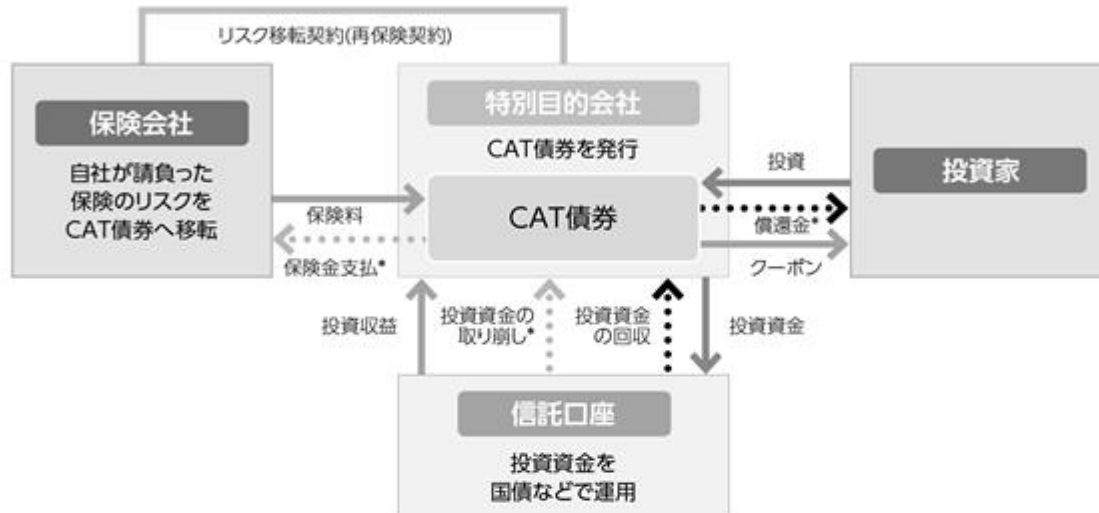 リスク移転契約(再保険契約)
保険会社
自社が請負った
保険のリスクを
CAT債券へ移転
特別目的会社
CAT債券を発行
CAT債券
投資家
保険料
保険金支払*
投資
償還金*
クーポン
投資収益
投資資金の
取り崩し*
投資資金
の回収
投資資金
信託口座
投資資金を
国債などで運用